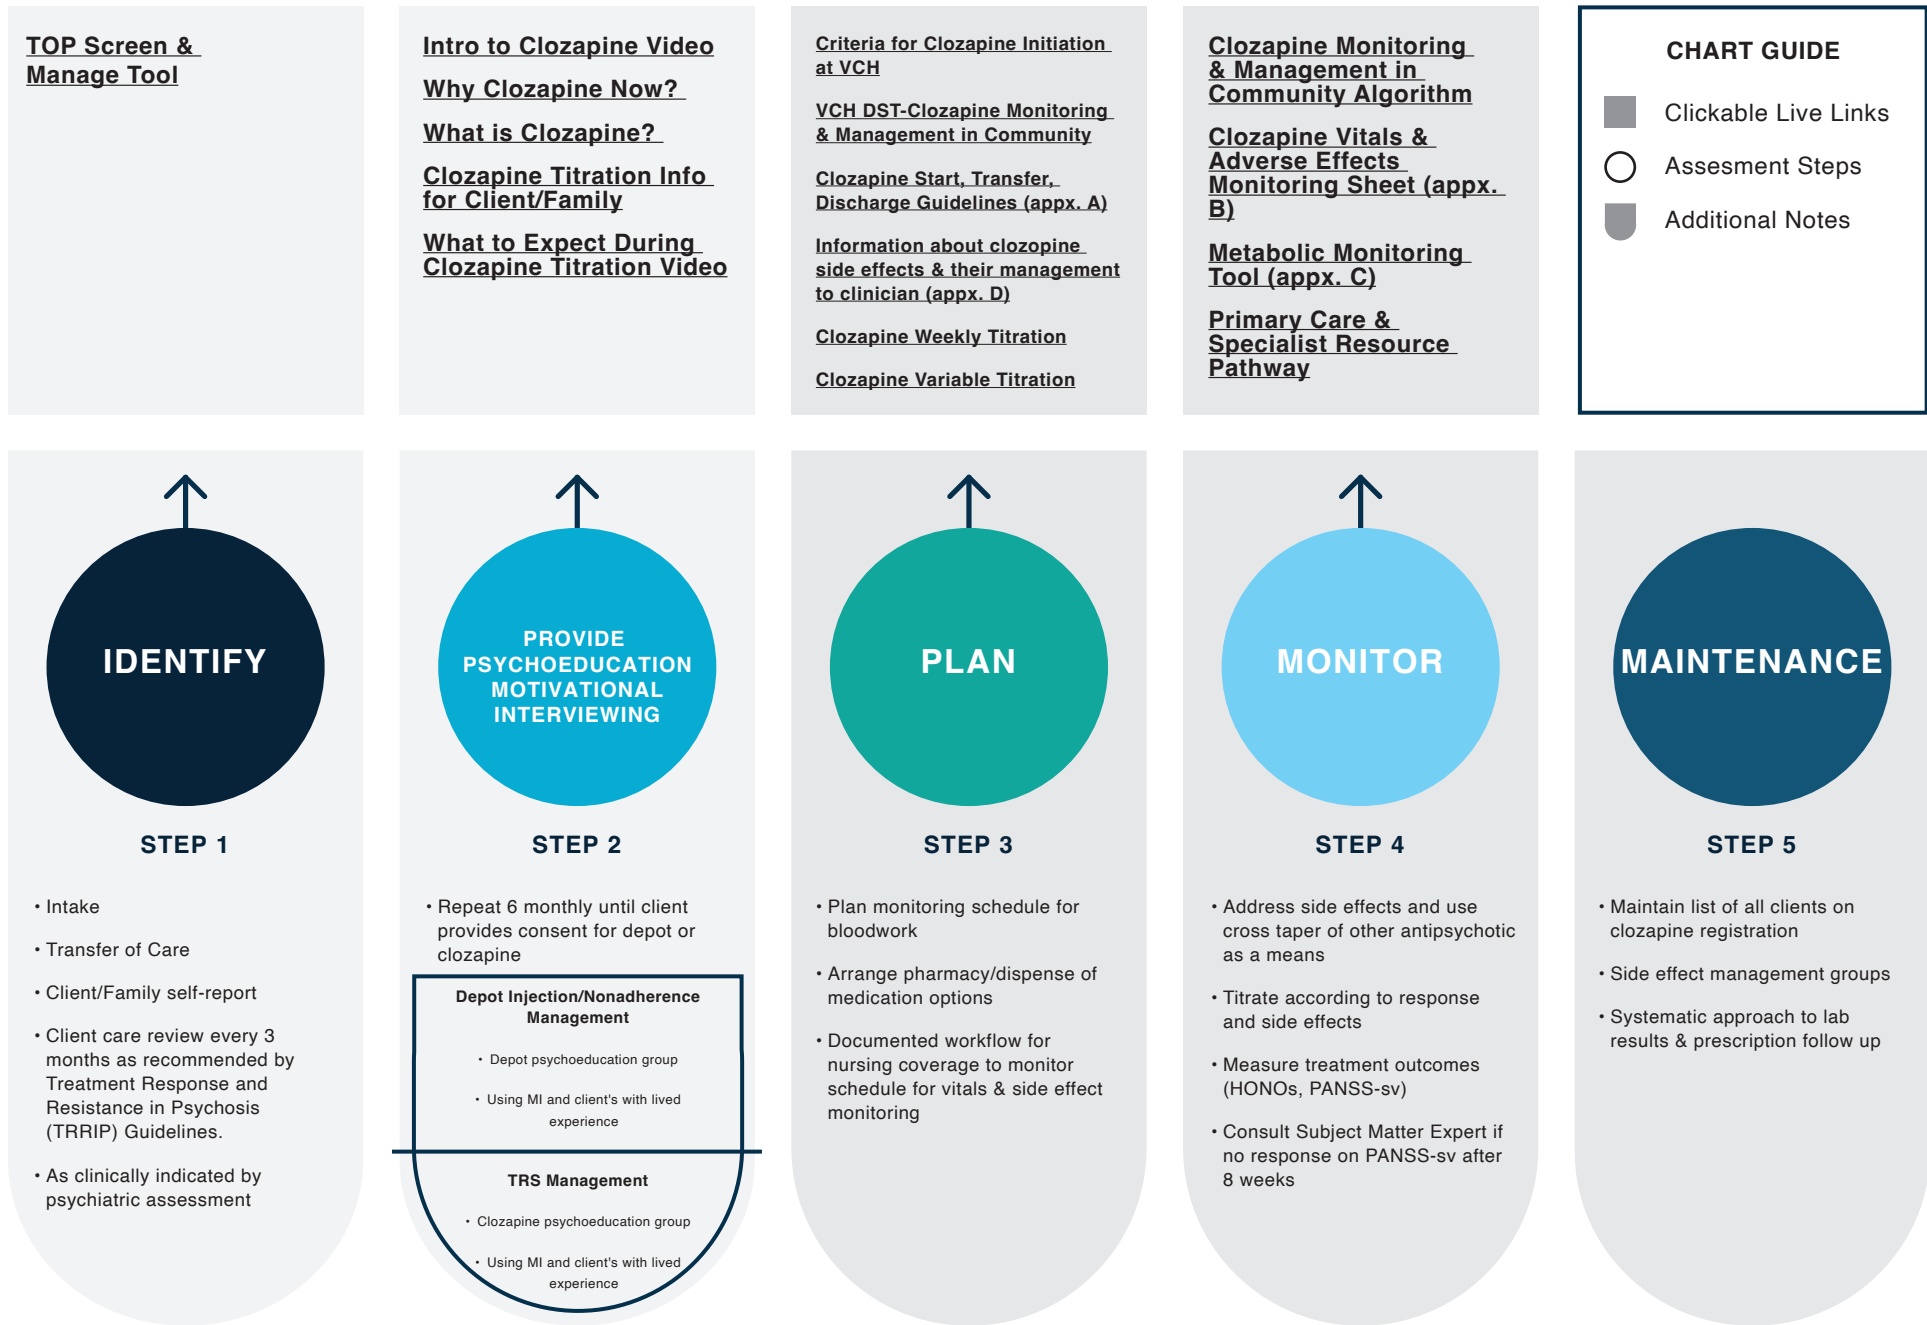 TOP Screen &
Manage Tool
Intro to Clozapine Video
Why Clozapine Now?
What is Clozapine?
Clozapine Titration Info
for Client/Family
What to Expect During
Clozapine Titration Video
Criteria for Clozapine Initiation
at VCH
VCH DST-Clozapine Monitoring
& Management in Community
Clozapine Start, Transfer,
Discharge Guidelines (appx. A)
Information about clozopine
side effects & their management
to clinician (appx. D)
Clozapine Weekly Titration
Clozapine Variable Titration
Clozapine Monitoring
& Management in
Community Algorithm
Clozapine Vitals &
Adverse Effects
Monitoring Sheet (appx.
B)
Metabolic Monitoring
Tool (appx. C)
Primary Care &
Specialist Resource
Pathway
CHART GUIDE
Clickable Live Links
Assesment Steps
Additional Notes
IDENTIFY
STEP 1
• Intake
• Transfer of Care
• Client/Family self-report
• Client care review every 3
months as recommended by
Treatment Response and
Resistance in Psychosis
(TRRIP) Guidelines.
• As clinically indicated by
psychiatric assessment
PROVIDE
PSYCHOEDUCATION
MOTIVATIONAL
INTERVIEWING
STEP 2
• Repeat 6 monthly until client
provides consent for depot or
clozapine
Depot Injection/Nonadherence
Management
• Depot psychoeducation group
• Using MI and client's with lived
experience
TRS Management
• Clozapine psychoeducation group
• Using MI and client's with lived
experience
PLAN
STEP 3
• Plan monitoring schedule for
bloodwork
• Arrange pharmacy/dispense of
medication options
• Documented workflow for
nursing coverage to monitor
schedule for vitals & side effect
monitoring
MONITOR
STEP 4
• Address side effects and use
cross taper of other antipsychotic
as a means
• Titrate according to response
and side effects
• Measure treatment outcomes
(HONOs, PANSS-sv)
• Consult Subject Matter Expert if
no response on PANSS-sv after
8 weeks
MAINTENANCE
STEP 5
• Maintain list of all clients on
clozapine registration
• Side effect management groups
• Systematic approach to lab
results & prescription follow up